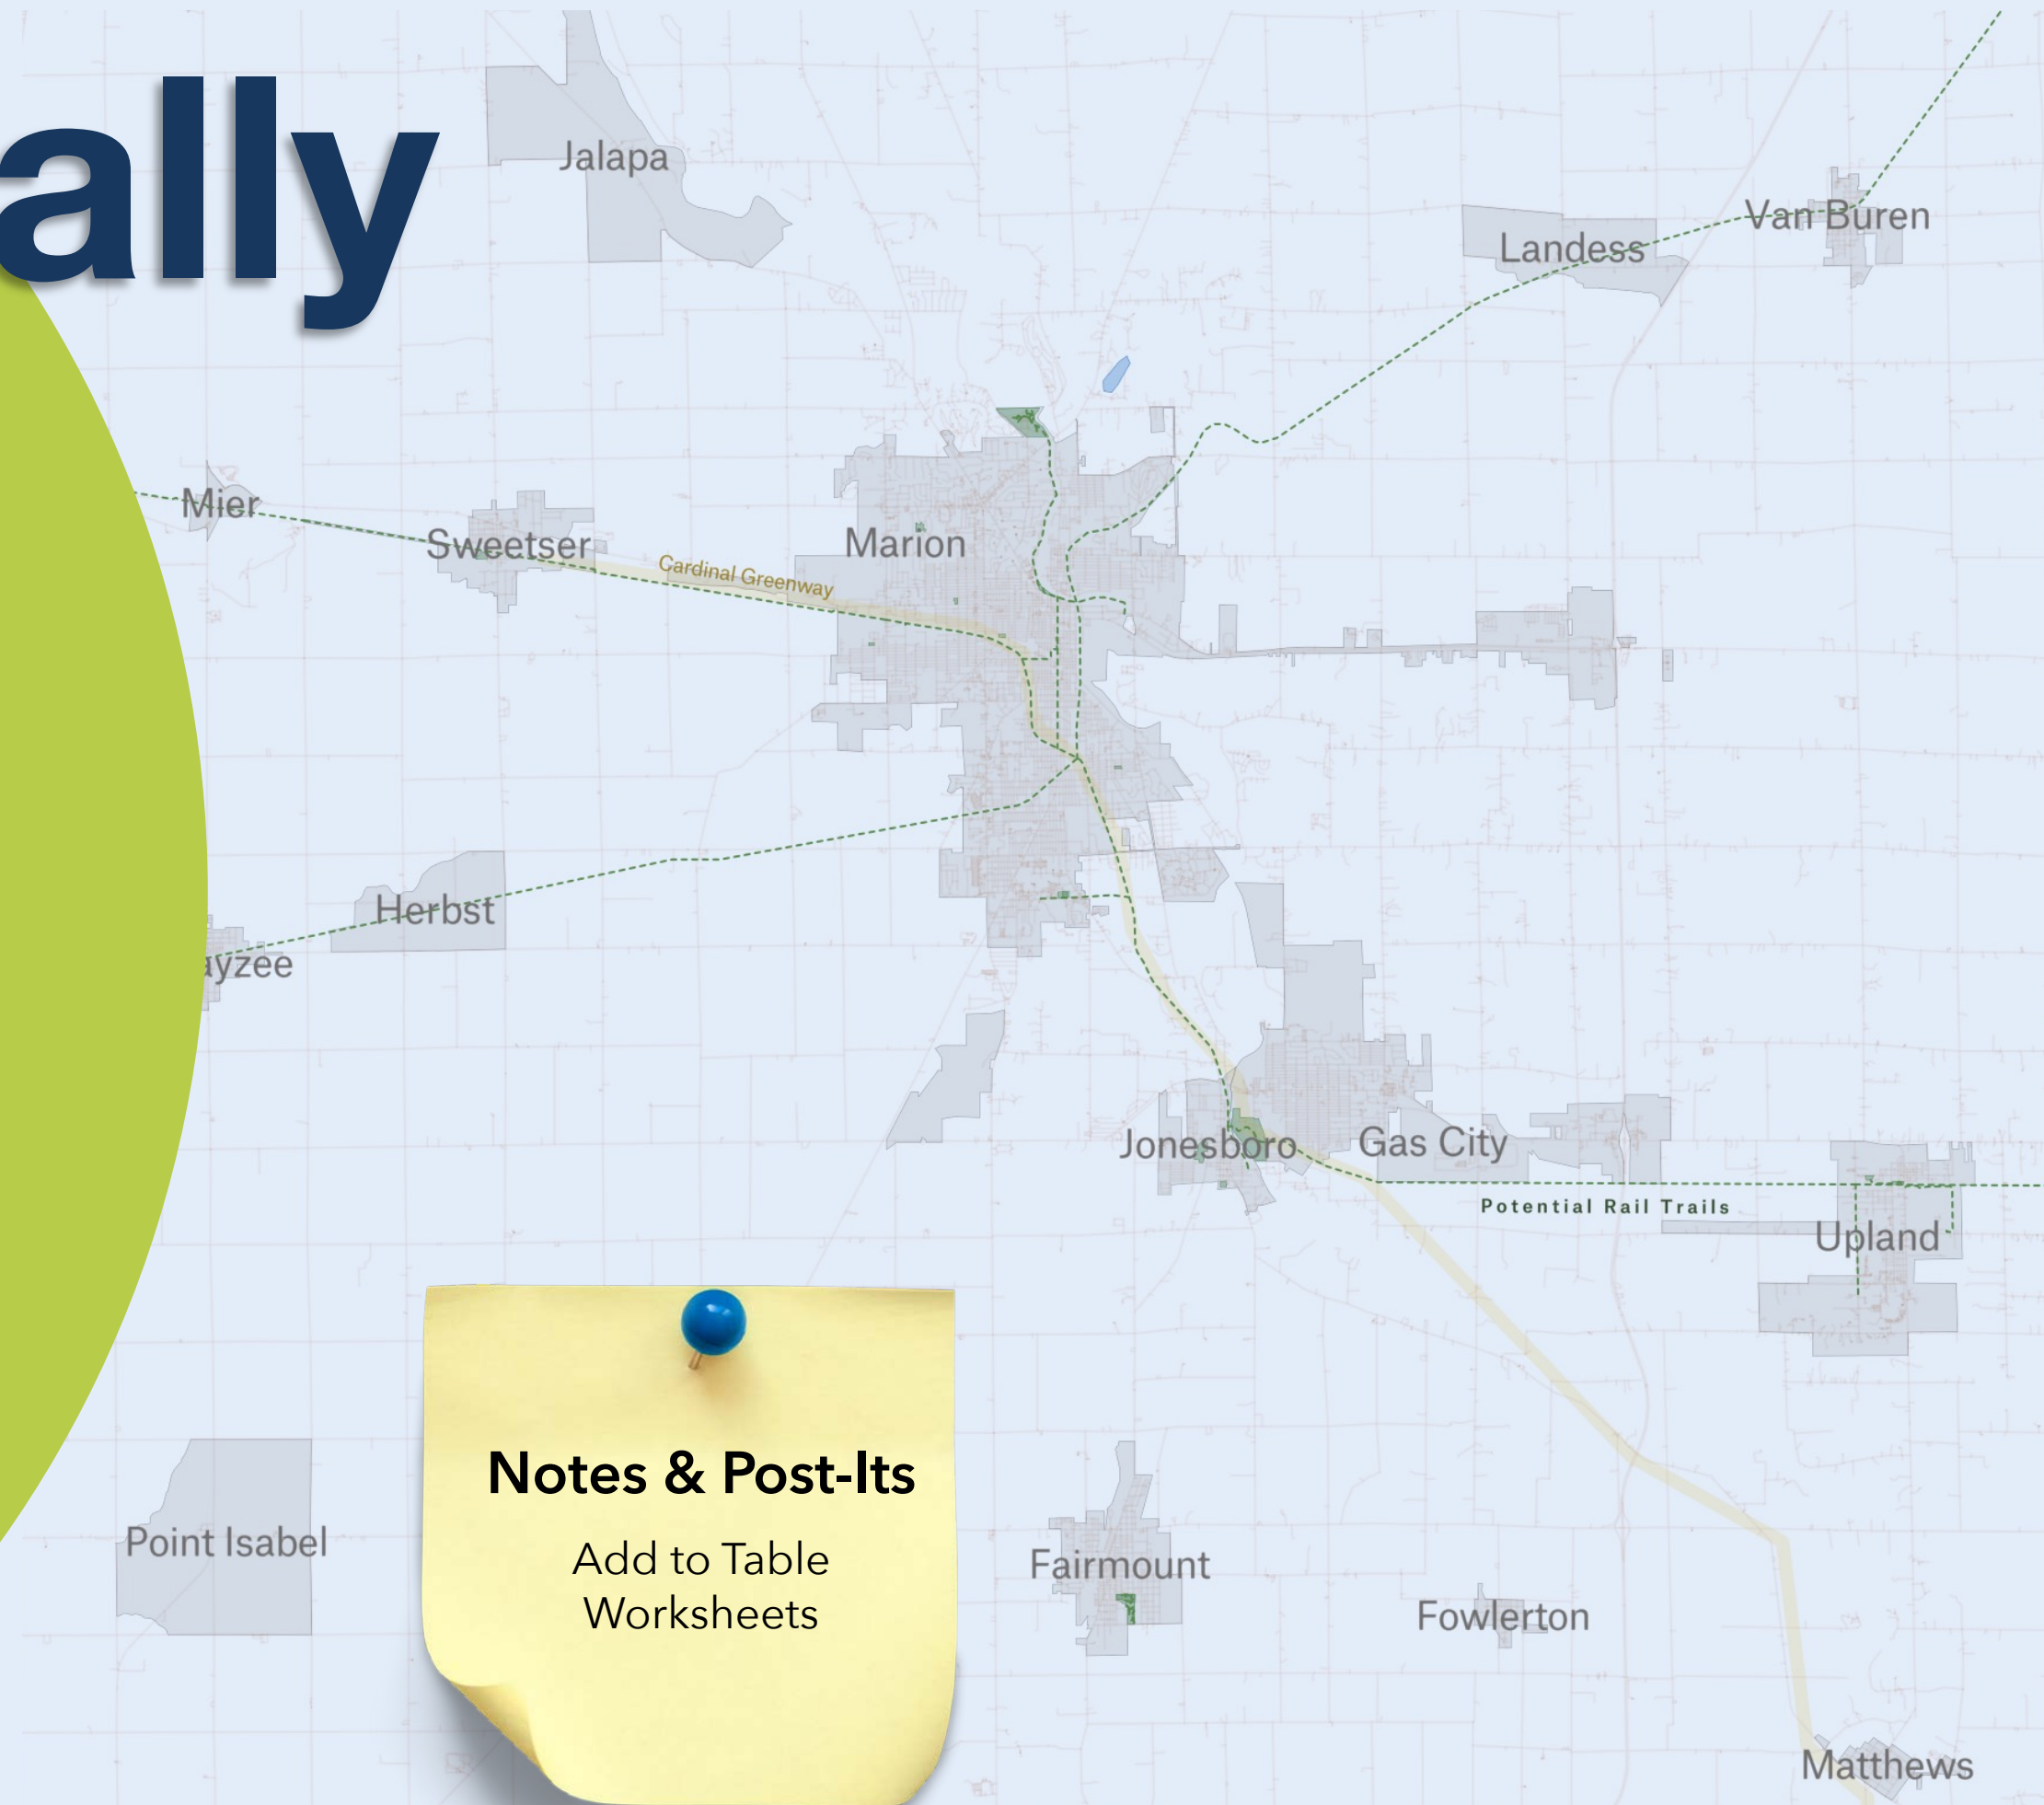 ally
Jalapa
Van Buren
Landess
Mier
Sweetser
Marion
Cardinal Greenway
Herbst
ayzee
Jonesboro
Gas City
Potential Rail Trails
Upland
Notes & Post-Its
Add to Table
Worksheets
Point Isabel
Fairmount
Fowlerton
Matthews